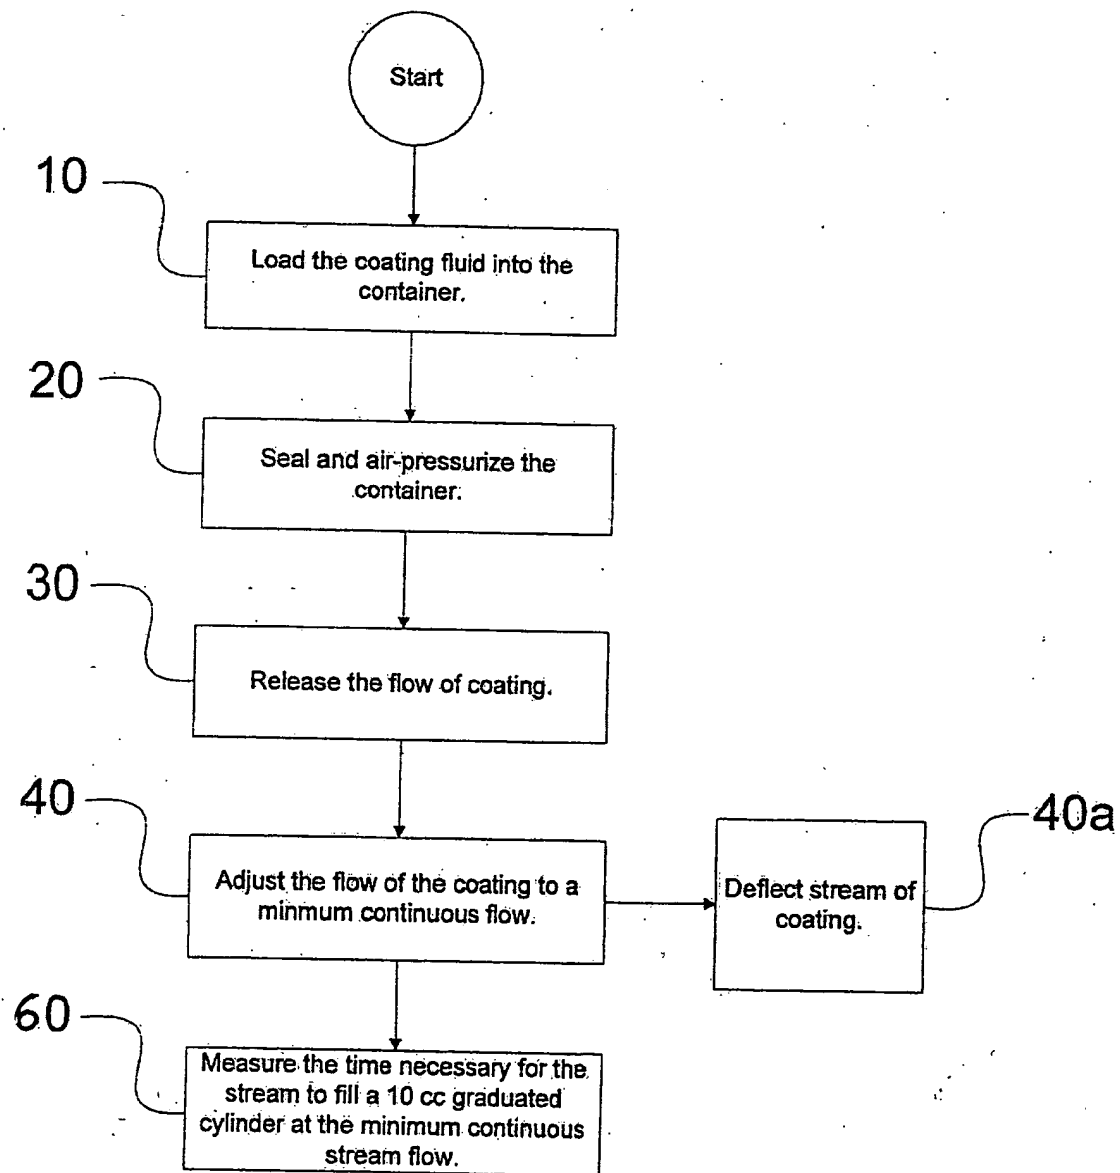 Start
10
Load the coating fluid into the
container.
20
Seal and air-pressurize the
container.
30
Release the flow of coating.
40
Adjust the flow of the coating to a
minmum continuous flow.
40a
Deflect stream of
coating.
60
Measure the time necessary for the
stream to fill a 10 cc graduated
cylinder at the minimum continuous
stream flow.